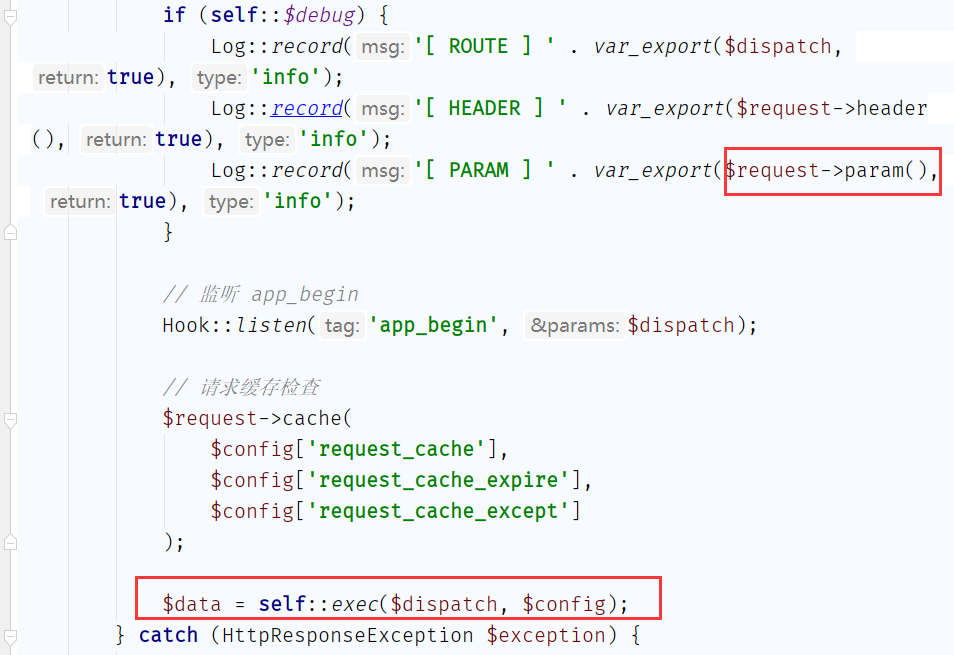 if (self::$debug) {
Log::record( msg: '[ ROUTE ] ' . var_export($dispatch,
return: true), type: 'info');
Log::record( msg: '[ HEADER ] ' . var_export($request->header
(), return: true), type: 'info');
Log::record( msg: '[ PARAM ] ' . var_export($request->param(),
return: true), type: 'info');
}
// 监听 app_begin
Hook::listen( tag: 'app_begin', &params: $dispatch);
// 请求缓存检查
$request->cache(
$config['request_cache'],
$config['request_cache_expire'],
$config['request_cache_except']
);
$data = self::exec($dispatch, $config);
} catch (HttpResponseException $exception) {